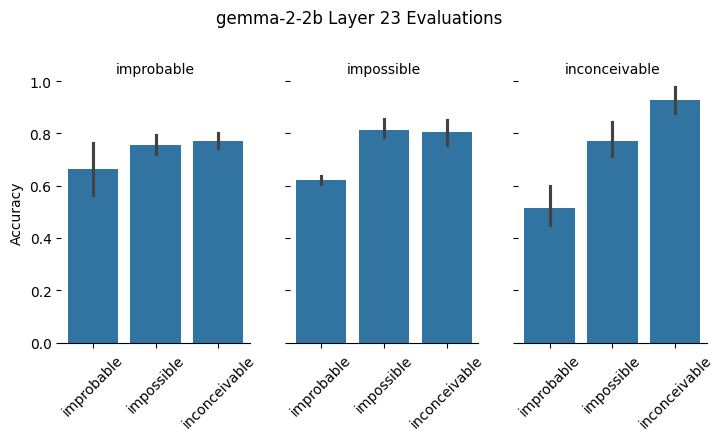 gemma-2-2b Layer 23 Evaluations
improbable
impossible
inconceivable
Accuracy
1.0
0.8
0.6
0.4
0.2
0.0
improbable
impossible
inconceivable
improbable
impossible
inconceivable
improbable
impossible
inconceivable